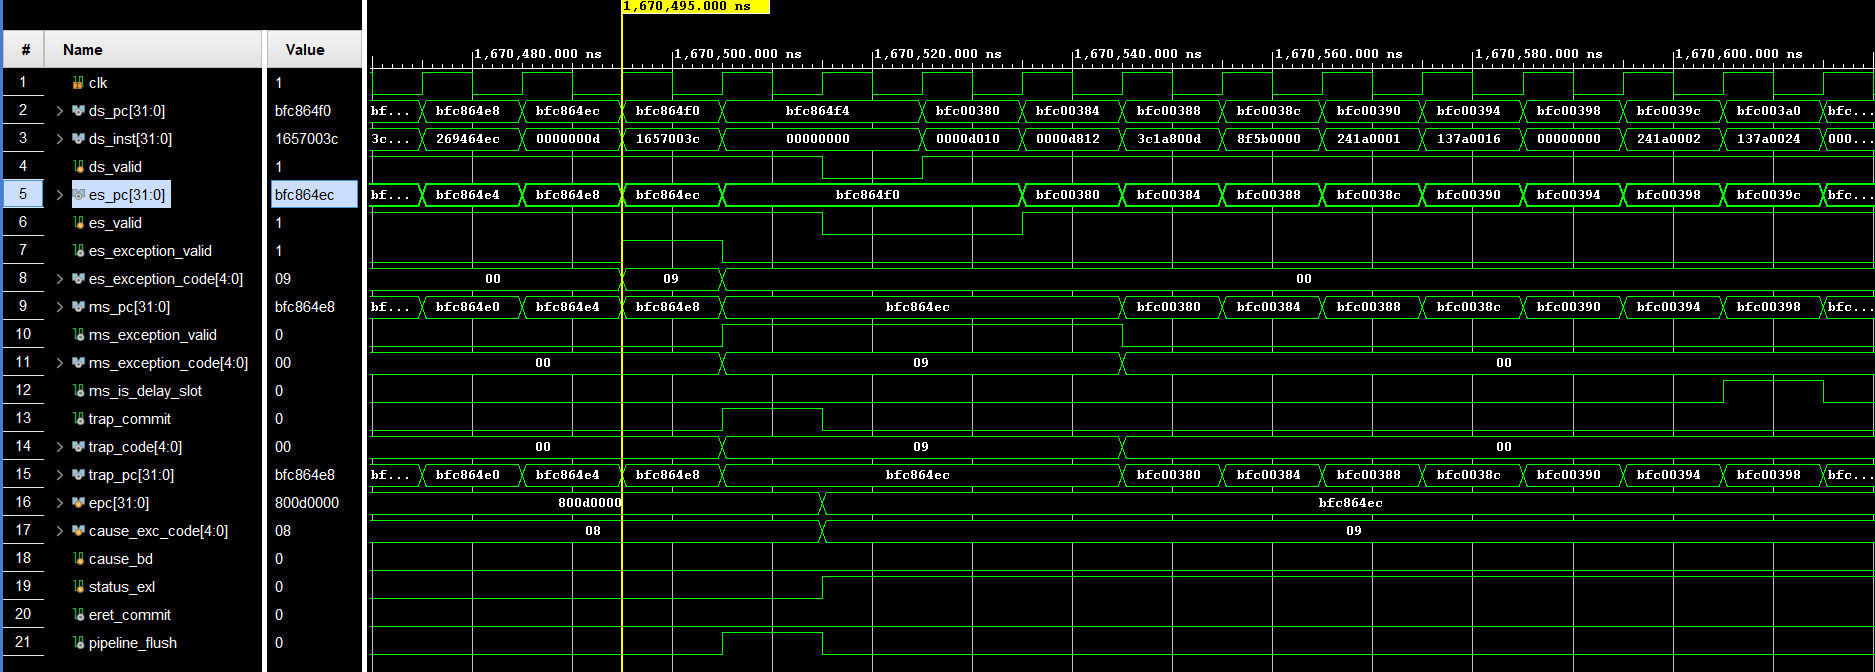 1,670,495.000 ns
# Name Value 1,670,480.000 ns 1,670,500.000 ns 1,670,520.000 ns 1,670,540.000 ns 1,670,560.000 ns 1,670,580.000 ns 1,670,600.000 ns
1 clk 1
2 ds_pc[31:0] bfc864f0 bf... bfc864e8 bfc864ec bfc864f0 bfc864f4 bfc00380 bfc00384 bfc00388 bfc0038c bfc00390 bfc00394 bfc00398 bfc0039c bfc003a0 bfc...
3 ds_inst[31:0] 1657003c 3c... 269464ec 0000000d 1657003c 00000000 0000d010 0000d812 3c1a800d 8f5b0000 241a0001 137a0016 00000000 241a0002 137a0024 000...
4 ds_valid 1
5 es_pc[31:0] bfc864ec bf... bfc864e4 bfc864e8 bfc864ec bfc864f0 bfc00380 bfc00384 bfc00388 bfc0038c bfc00390 bfc00394 bfc00398 bfc0039c bfc...
6 es_valid 1
7 es_exception_valid 1
8 es_exception_code[4:0] 09 00 09 00
9 ms_pc[31:0] bfc864e8 bf... bfc864e0 bfc864e4 bfc864e8 bfc864ec bfc00380 bfc00384 bfc00388 bfc0038c bfc00390 bfc00394 bfc00398 bfc...
10 ms_exception_valid 0
11 ms_exception_code[4:0] 00 00 09 00
12 ms_is_delay_slot 0
13 trap_commit 0
14 trap_code[4:0] 00 00 09 00
15 trap_pc[31:0] bfc864e8 bf... bfc864e0 bfc864e4 bfc864e8 bfc864ec bfc00380 bfc00384 bfc00388 bfc0038c bfc00390 bfc00394 bfc00398 bfc...
16 epc[31:0] 800d0000 800d0000 bfc864ec
17 cause_exc_code[4:0] 08 08 09
18 cause_bd 0
19 status_exl 0
20 eret_commit 0
21 pipeline_flush 0